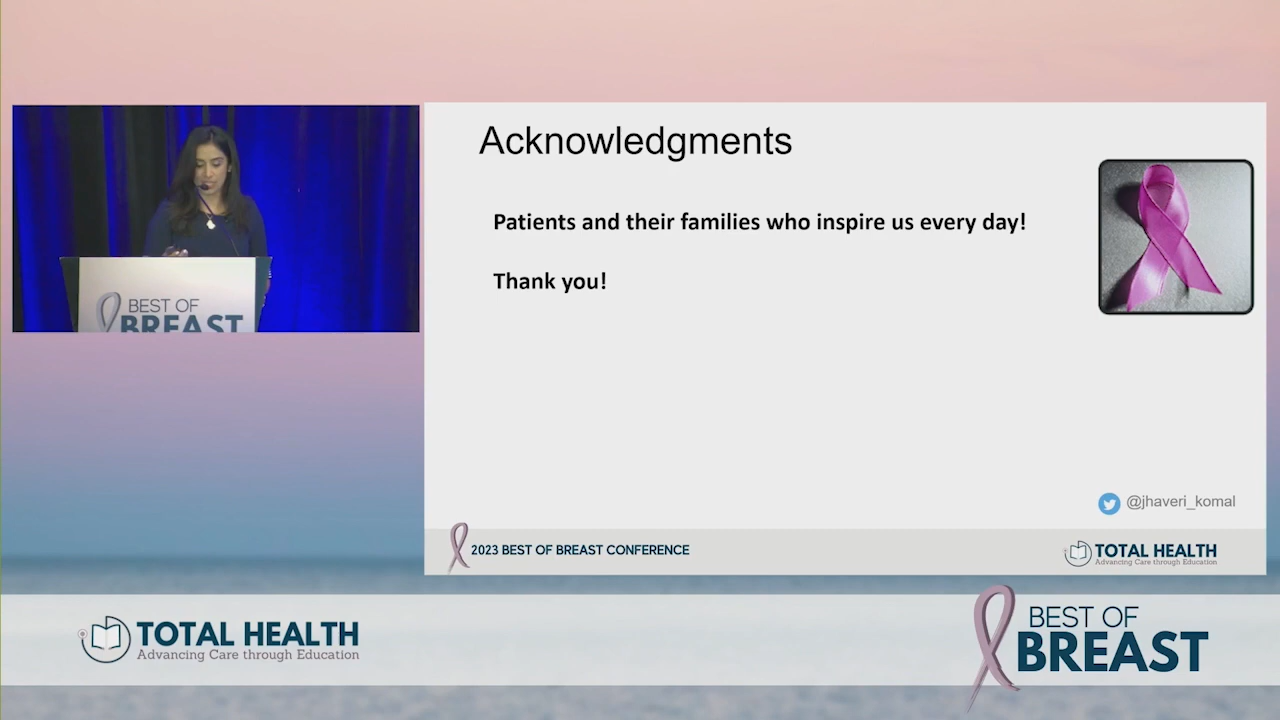 BEST OF
BREAST
Acknowledgments
Patients and their families who inspire us every day!
Thank you!
@jhaveri_komal
2023 BEST OF BREAST CONFERENCE
TOTAL HEALTH
Advancing Care through Education
TOTAL HEALTH
Advancing Care through Education
BEST OF
BREAST